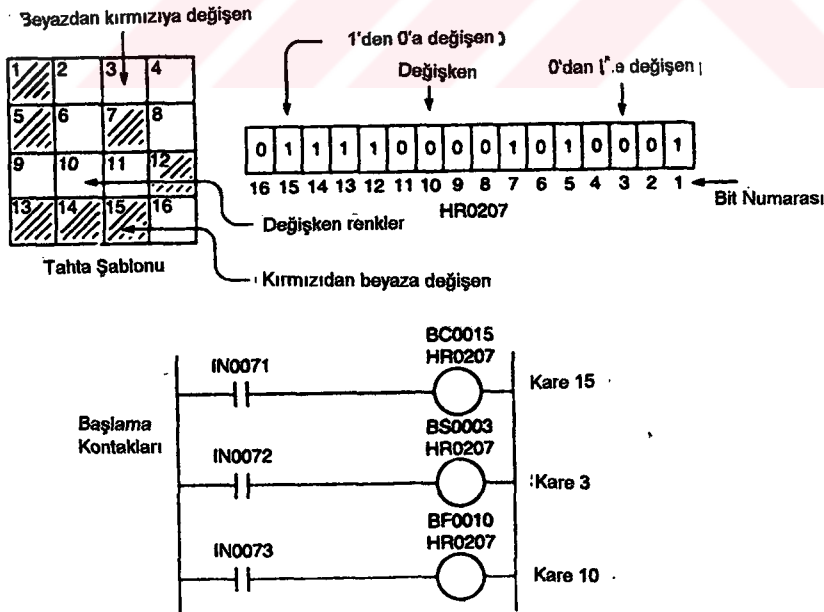 Beyazdan kırmızıya değişen
1 2 3 4
5 6 7 8
9 10 11 12
13 14 15 16
Tahta Şablonu
Değişken renkler
Kırmızıdan beyaza değişen
1'den 0'a değişen )
Değişken
0'dan 1'.e değişen
0 1 1 1 1 0 0 0 0 1 0 1 0 0 0 1
16 15 14 13 12 11 10 9 8 7 6 5 4 3 2 1
Bit Numarası
HR0207
Başlama
Kontakları
IN0071
BC0015
HR0207
Kare 15
IN0072
BS0003
HR0207
Kare 3
IN0073
BF0010
HR0207
Kare 10